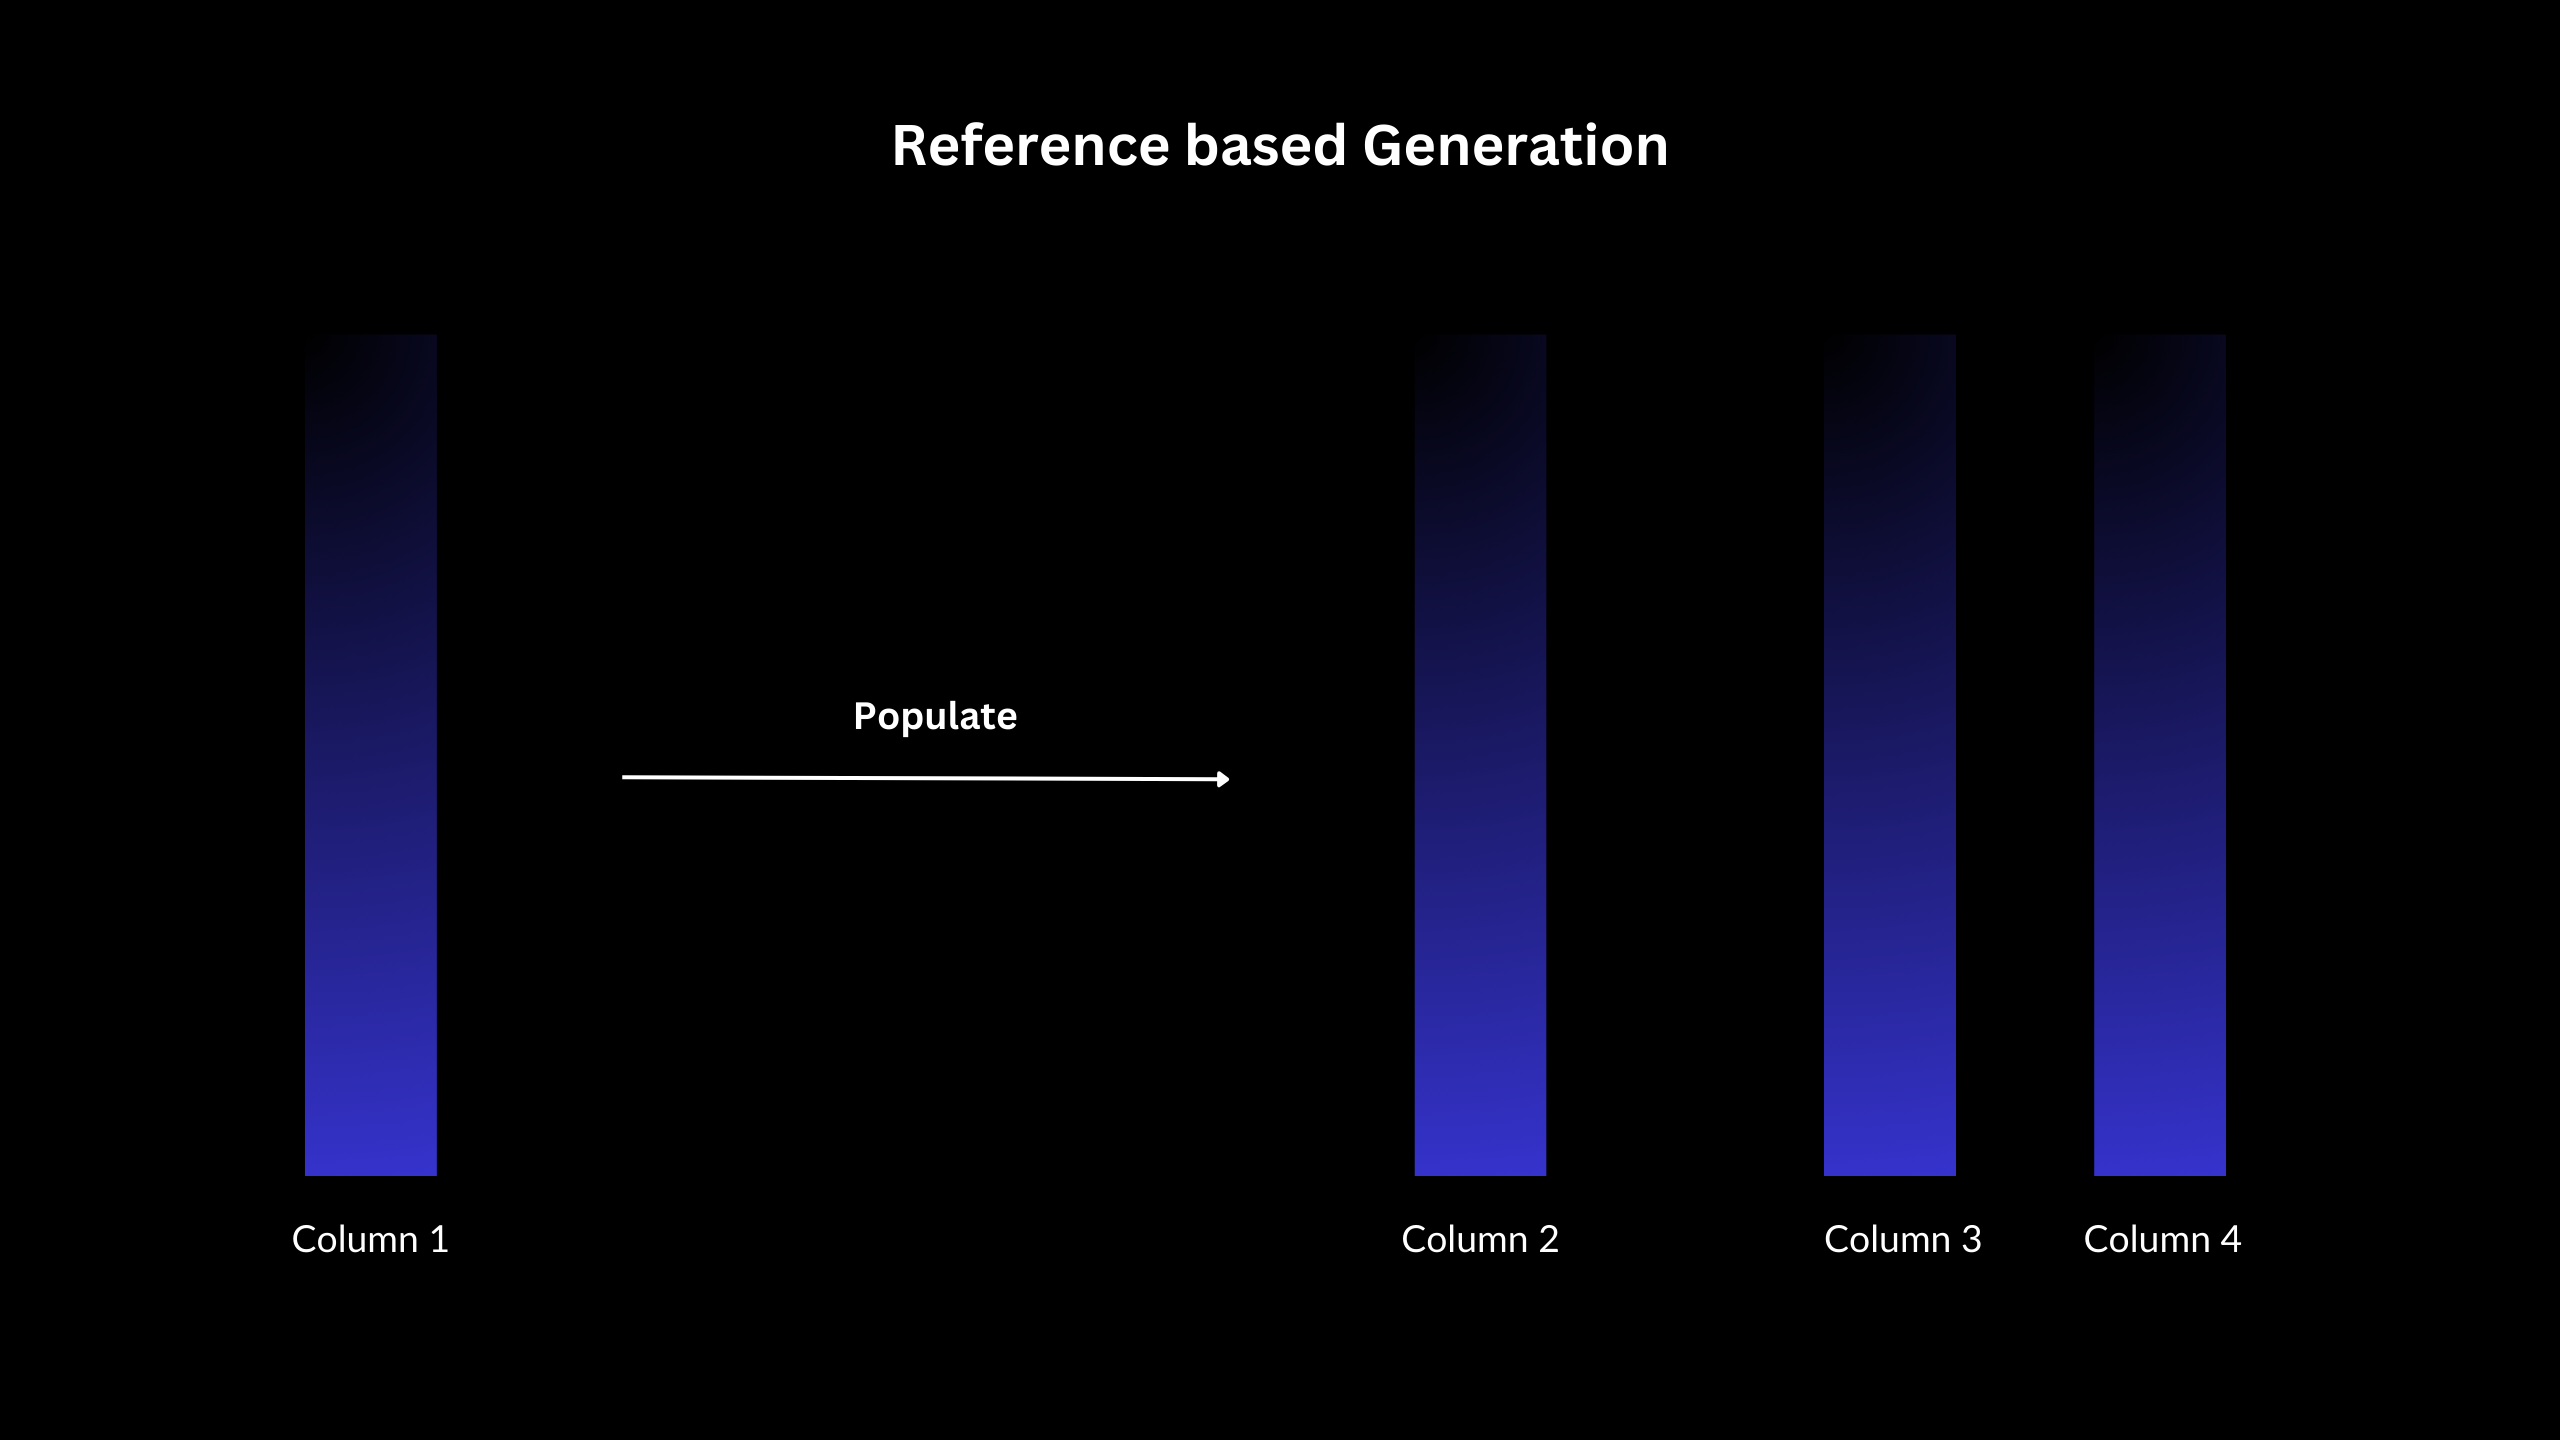 Reference based Generation
Populate
Column 1
Column 2
Column 3
Column 4